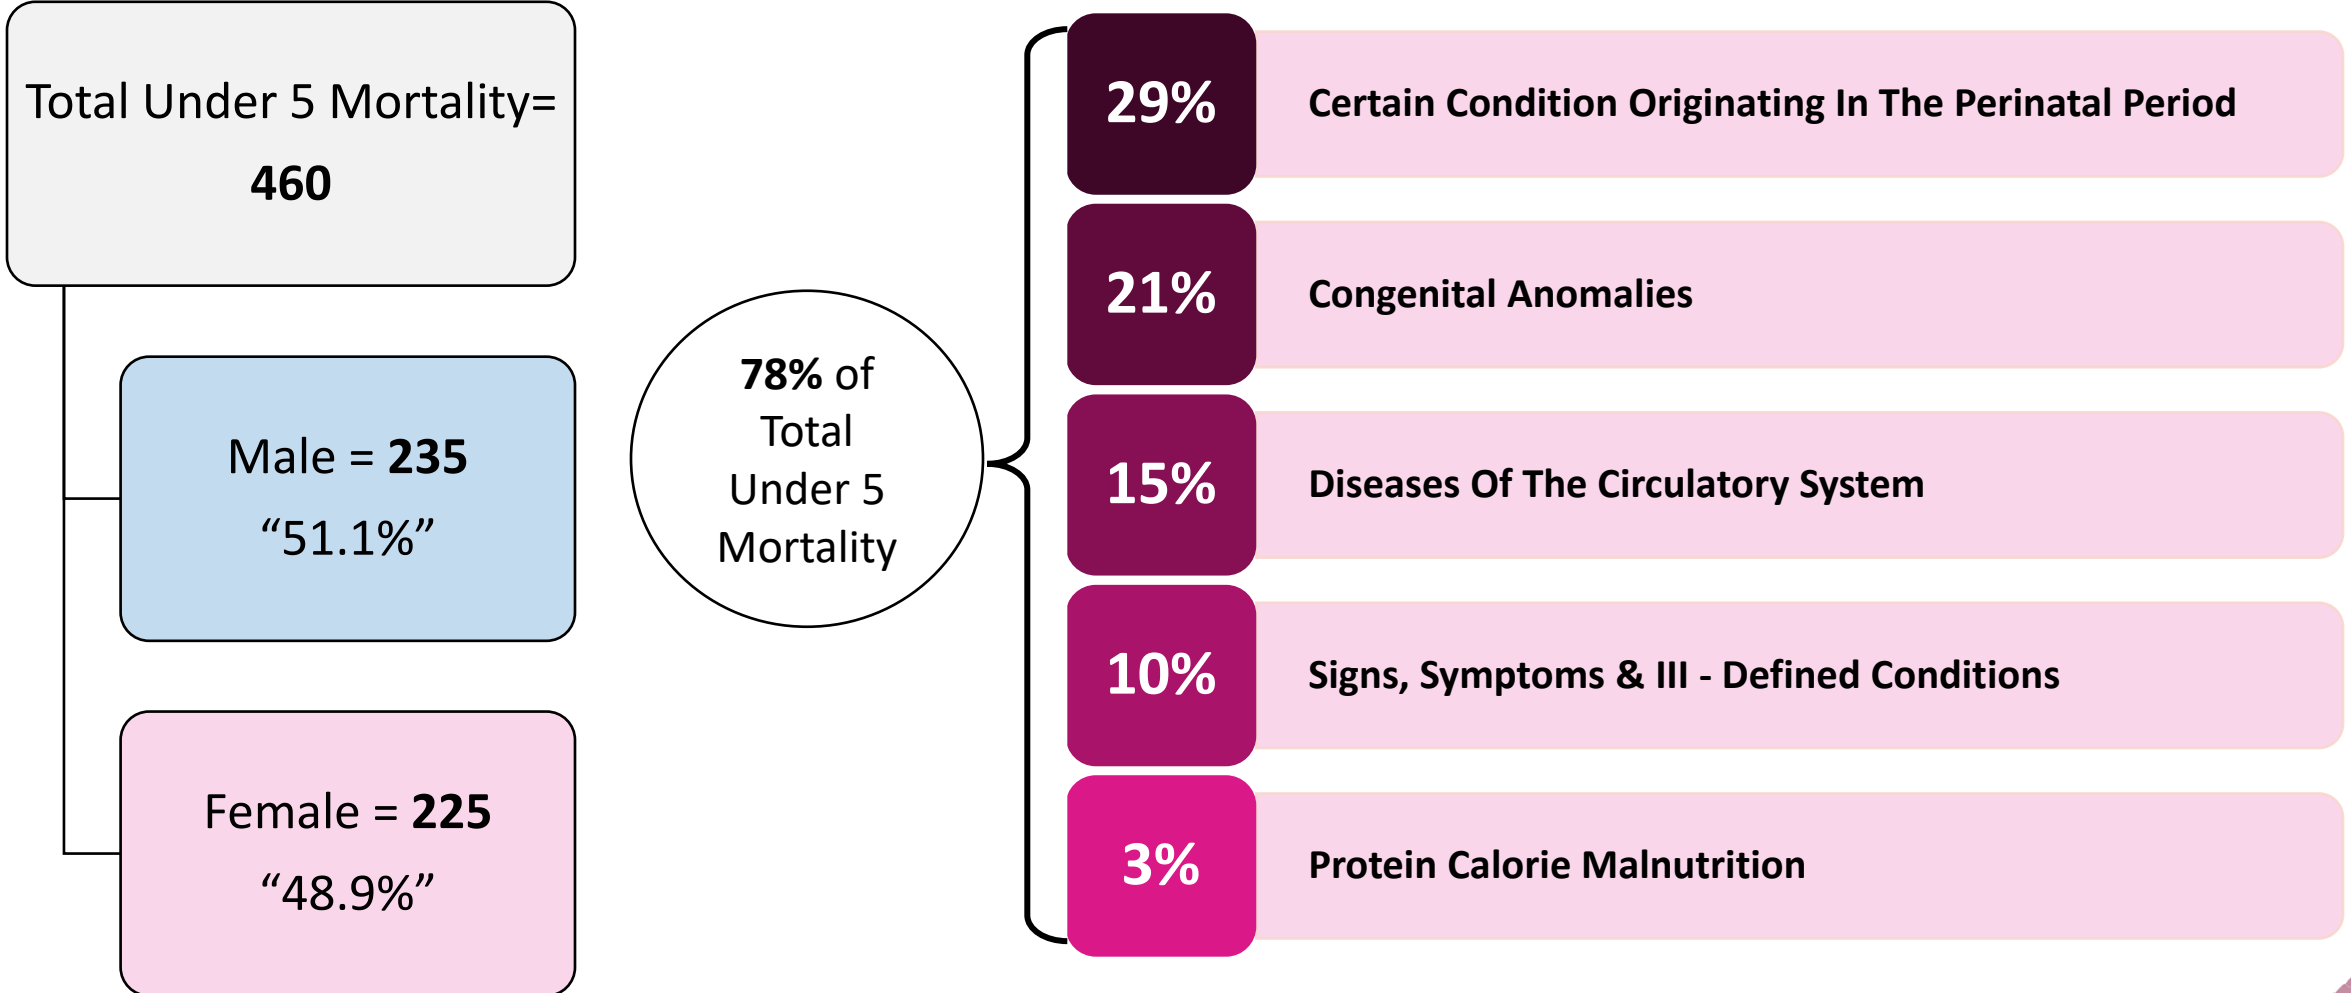 Total Under 5 Mortality=
460
Male = 235
“51.1%”
Female = 225
“48.9%”
78% of
Total
Under 5
Mortality
29%
Certain Condition Originating In The Perinatal Period
21%
Congenital Anomalies
15%
Diseases Of The Circulatory System
10%
Signs, Symptoms & III - Defined Conditions
3%
Protein Calorie Malnutrition